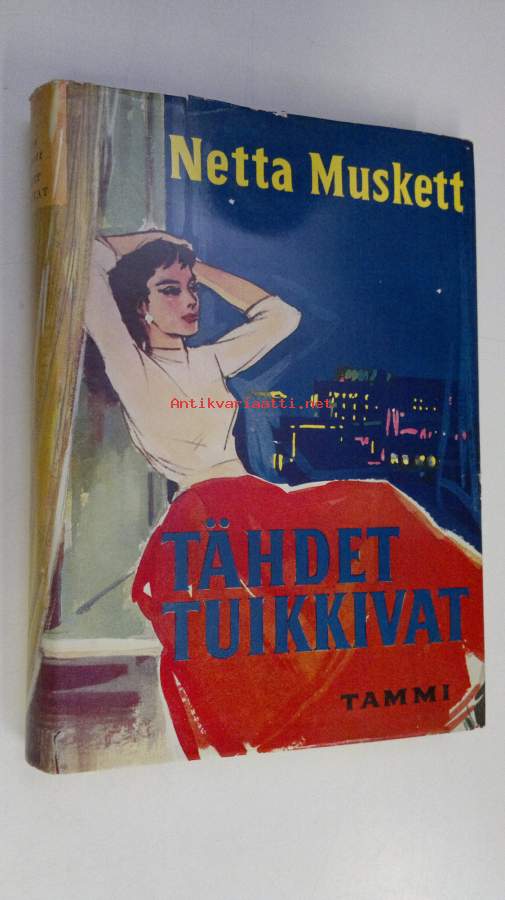 Netta Muskett
Antikvariaatti.net
TÄHDET
TUIKKIVAT
TAMMI